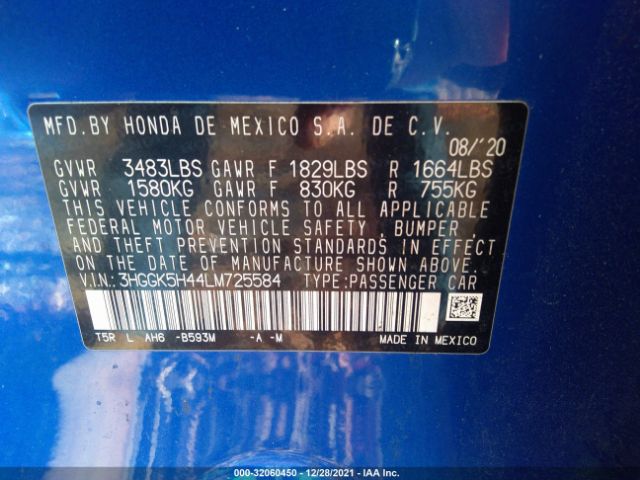 MFD.BY HONDA DE MEXICO S.A. DE C.V.
08/'20
GVWR 3483LBS GAWR F 1829LBS R 1664LBS
GVWR 1580KG GAWR F 830KG R 755KG
THIS VEHICLE CONFORMS TO ALL APPLICABLE
FEDERAL MOTOR VEHICLE SAFETY BUMPER
AND THEFT PREVENTION STANDARDS IN EFFECT
ON THE DATE OF MANUFACTURE SHOWN ABOVE.
V.I.N.: 3HGGK5H44LM725584 TYPE:PASSENGER CAR
T5R L AH6 -B593M -A -M MADE IN MEXICO
000-32060450 - 12/28/2021 - IAA Inc.